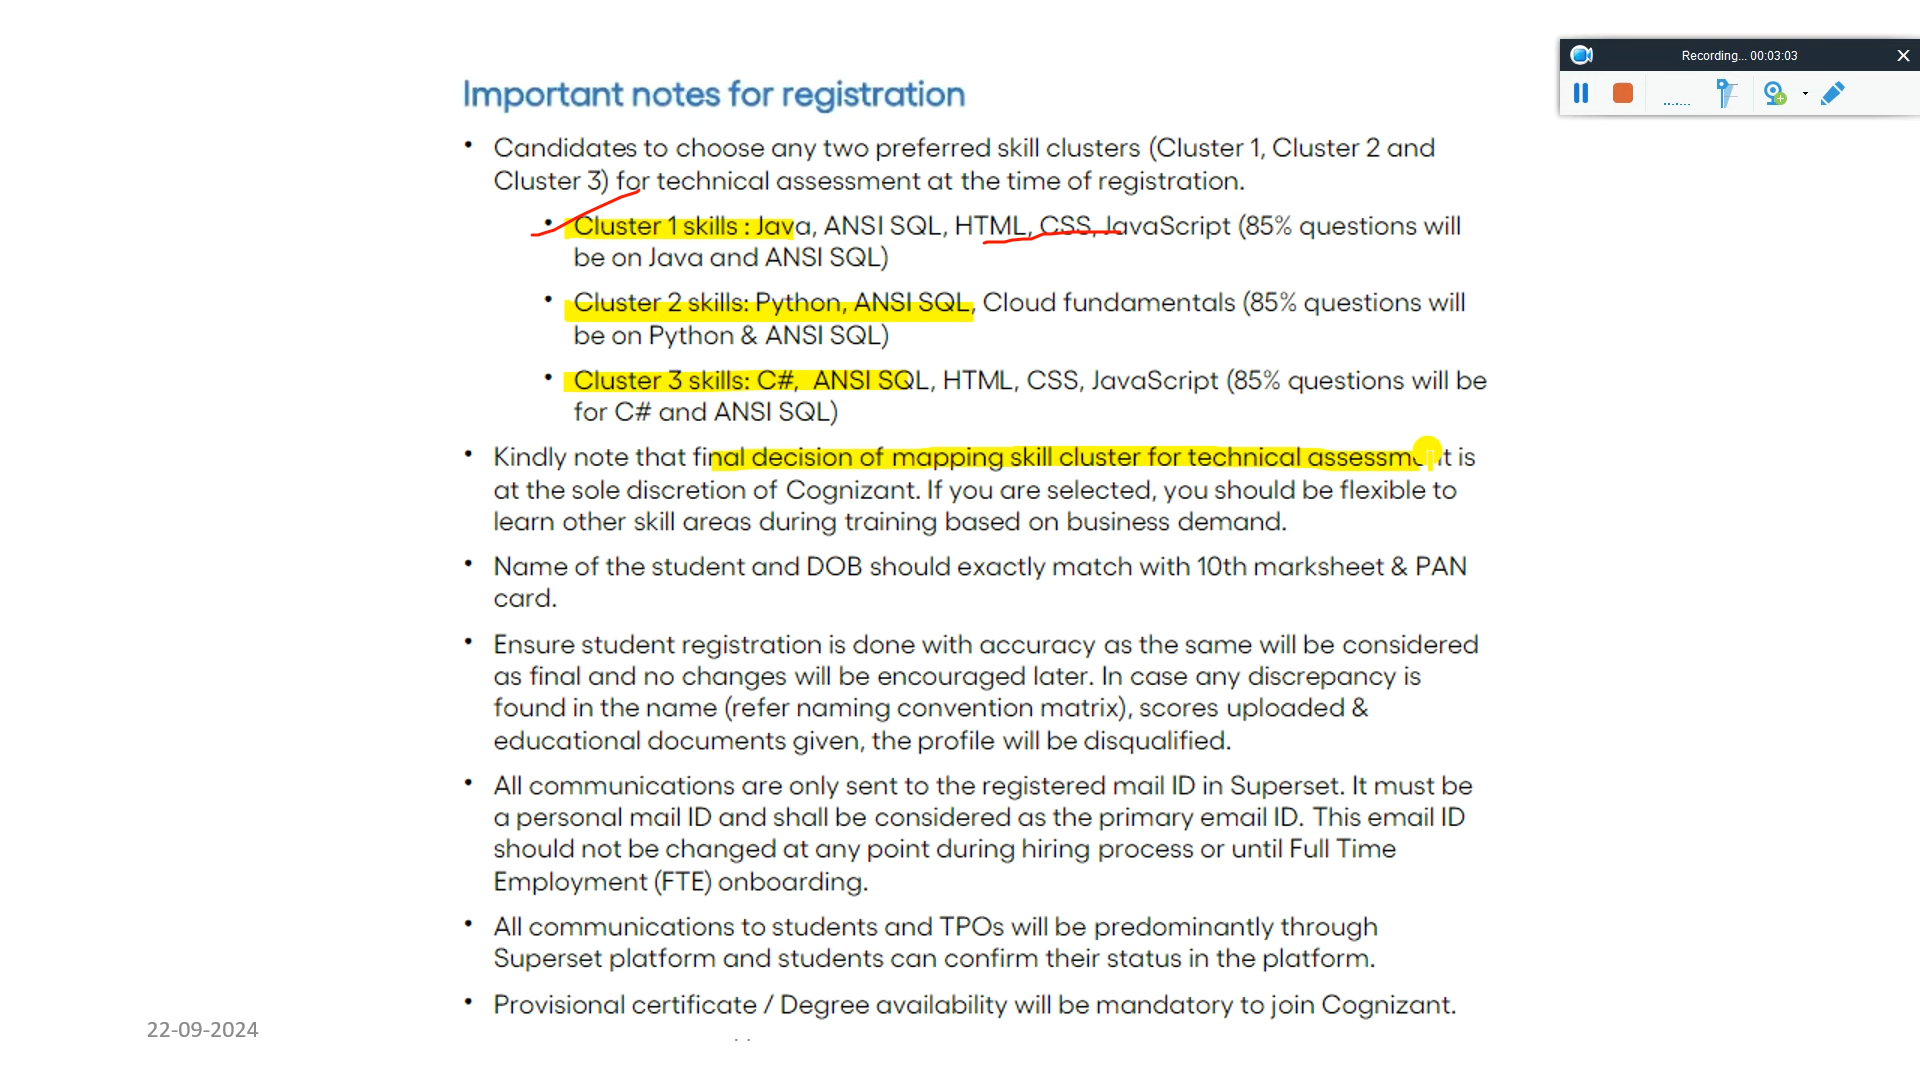 Recording... 00:03:03
Important notes for registration
• Candidates to choose any two preferred skill clusters (Cluster 1, Cluster 2 and
Cluster 3) for technical assessment at the time of registration.
• Cluster 1 skills : Java, ANSI SQL, HTML, CSS, JavaScript (85% questions will
be on Java and ANSI SQL)
• Cluster 2 skills: Python, ANSI SQL, Cloud fundamentals (85% questions will
be on Python & ANSI SQL)
• Cluster 3 skills: C#, ANSI SQL, HTML, CSS, JavaScript (85% questions will be
for C# and ANSI SQL)
• Kindly note that final decision of mapping skill cluster for technical assessment is
at the sole discretion of Cognizant. If you are selected, you should be flexible to
learn other skill areas during training based on business demand.
• Name of the student and DOB should exactly match with 10th marksheet & PAN
card.
• Ensure student registration is done with accuracy as the same will be considered
as final and no changes will be encouraged later. In case any discrepancy is
found in the name (refer naming convention matrix), scores uploaded &
educational documents given, the profile will be disqualified.
• All communications are only sent to the registered mail ID in Superset. It must be
a personal mail ID and shall be considered as the primary email ID. This email ID
should not be changed at any point during hiring process or until Full Time
Employment (FTE) onboarding.
• All communications to students and TPOs will be predominantly through
Superset platform and students can confirm their status in the platform.
• Provisional certificate / Degree availability will be mandatory to join Cognizant.
22-09-2024